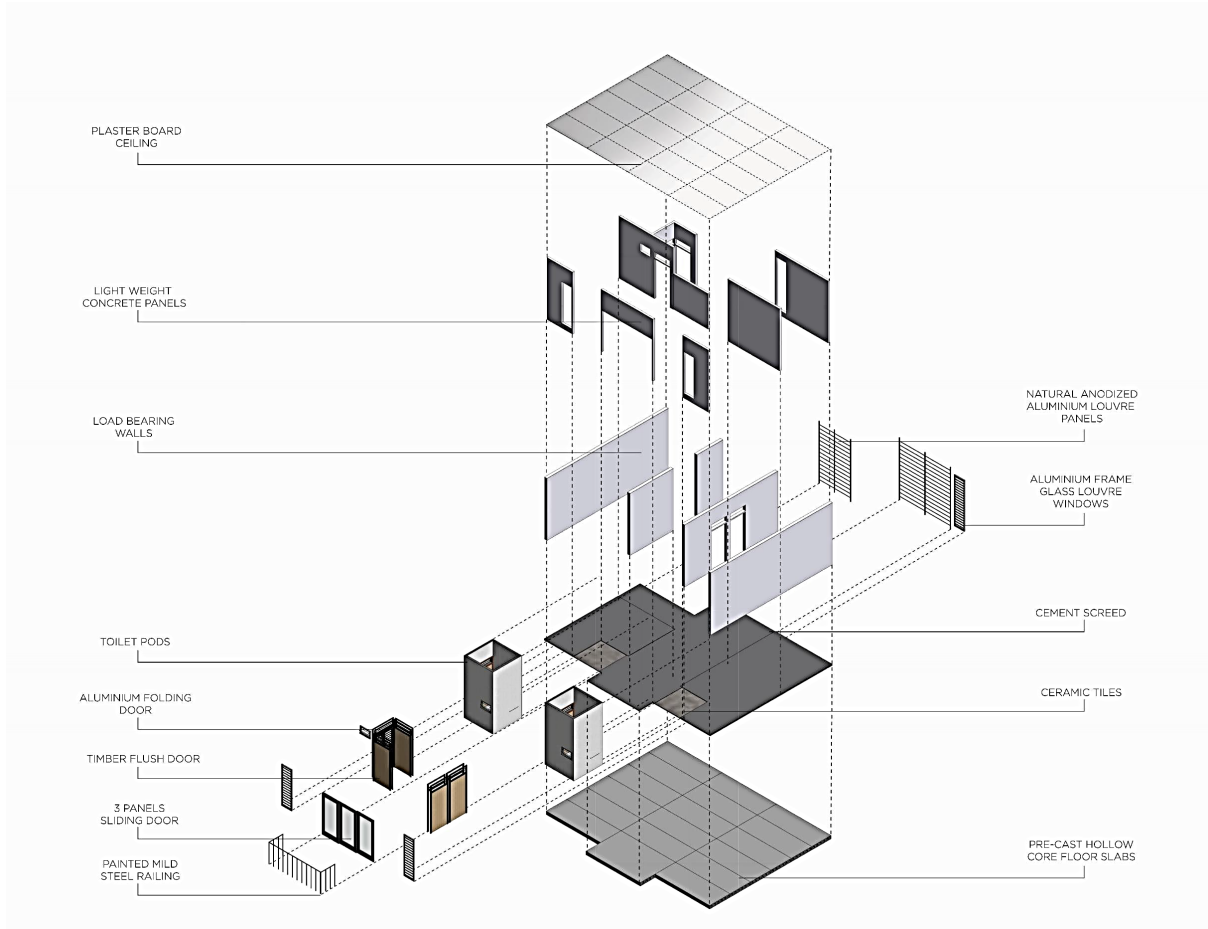 PLASTER BOARD
CEILING
LIGHT WEIGHT
CONCRETE PANELS
LOAD BEARING
WALLS
NATURAL ANODIZED
ALUMINIUM LOUVRE
PANELS
ALUMINIUM FRAME
GLASS LOUVRE
WINDOWS
CEMENT SCREED
TOILET PODS
CERAMIC TILES
ALUMINIUM FOLDING
DOOR
TIMBER FLUSH DOOR
3 PANELS
SLIDING DOOR
PAINTED MILD
STEEL RAILING
PRE-CAST HOLLOW
CORE FLOOR SLABS